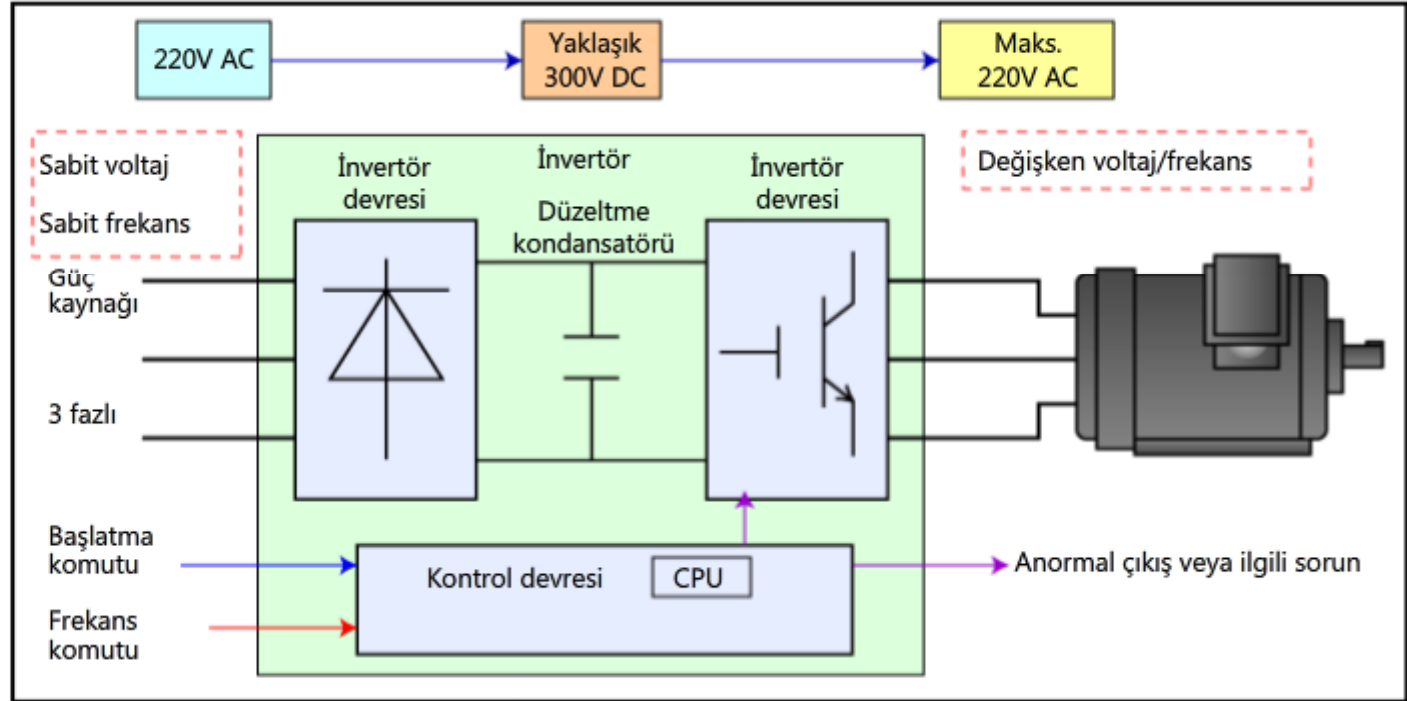 220V AC
Yaklaşık
300V DC
Maks.
220V AC
Sabit voltaj
Sabit frekans
Değişken voltaj/frekans
İnvertör
devresi
İnvertör
Düzeltme
kondansatörü
İnvertör
devresi
Güç
kaynağı
3 fazlı
Başlatma
komutu
Frekans
komutu
Kontrol devresi
CPU
Anormal çıkış veya ilgili sorun